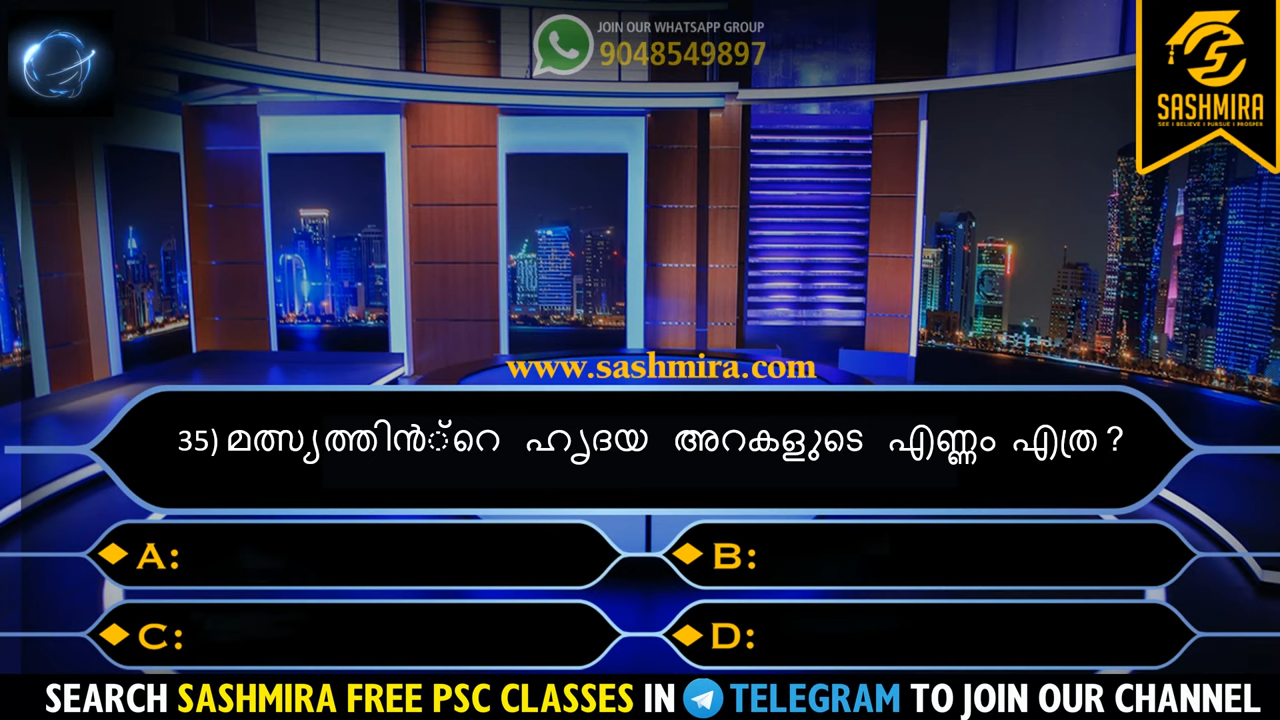 JOIN OUR WHATSAPP GROUP
9048549897
SASHMIRA
SEE I BELIEVE I PURSUE I PROSPER
www.sashmira.com
35) മത്സ്യത്തിൻ്റെ ഹൃദയ അറകളുടെ എണ്ണം എത്ര ?
A:
B:
C:
D:
SEARCH SASHMIRA FREE PSC CLASSES IN TELEGRAM TO JOIN OUR CHANNEL